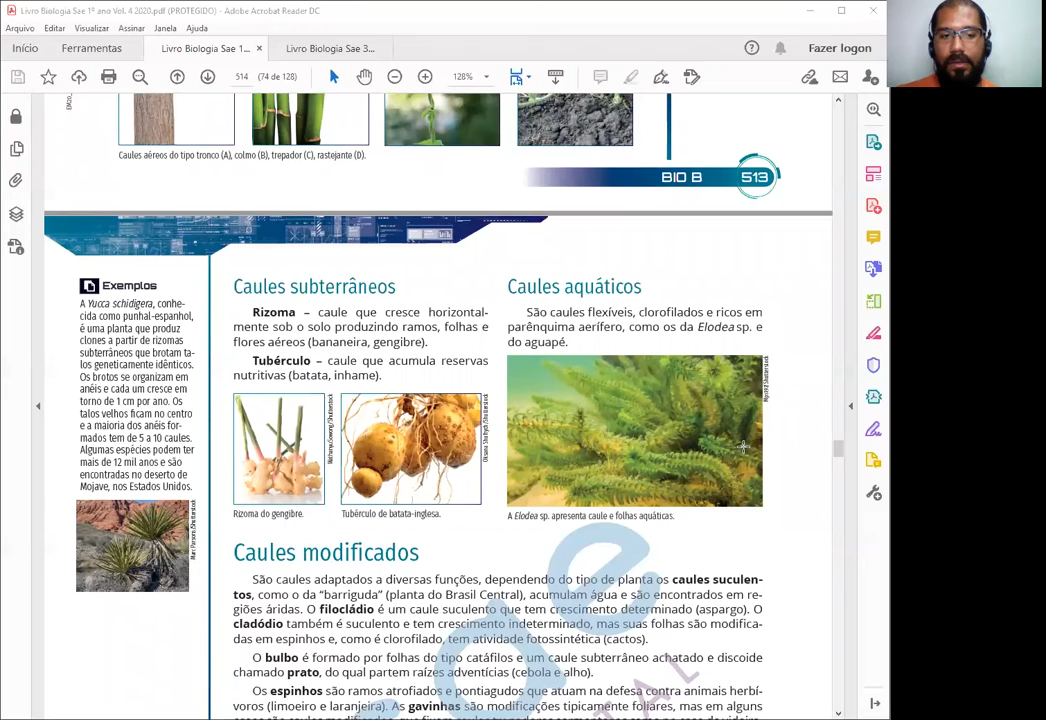 Livro Biologia Sae 1º ano Vol. 4 2020.pdf (PROTEGIDO) - Adobe Acrobat Reader DC
Arquivo Editar Visualizar Assinar Janela Ajuda
Início Ferramentas Livro Biologia Sae 1... × Livro Biologia Sae 3... Fazer logon
514 (74 de 128) 128%
Caules aéreos do tipo tronco (A), colmo (B), trepador (C), rastejante (D).
BIO B 513
Exemplos
A Yucca schidigera, conhe-
cida como punhal-espanhol,
é uma planta que produz
clones a partir de rizomas
subterrâneos que brotam ta-
los geneticamente idênticos.
Os brotos se organizam em
anéis e cada um cresce em
torno de 1 cm por ano. Os
talos velhos ficam no centro
e a maioria dos anéis for-
mados tem de 5 a 10 caules.
Algumas espécies podem ter
mais de 12 mil anos e são
encontradas no deserto de
Mojave, nos Estados Unidos.
Caules subterrâneos
Rizoma – caule que cresce horizontal-
mente sob o solo produzindo ramos, folhas e
flores aéreos (bananeira, gengibre).
Tubérculo – caule que acumula reservas
nutritivas (batata, inhame).
Rizoma do gengibre.
Tubérculo de batata-inglesa.
Caules aquáticos
São caules flexíveis, clorofilados e ricos em
parênquima aerífero, como os da Elodea sp. e
do aguapé.
A Elodea sp. apresenta caule e folhas aquáticas.
Caules modificados
São caules adaptados a diversas funções, dependendo do tipo de planta os caules suculen-
tos, como o da “barriguda” (planta do Brasil Central), acumulam água e são encontrados em re-
giões áridas. O filocládio é um caule suculento que tem crescimento determinado (aspargo). O
cladódio também é suculento e tem crescimento indeterminado, mas suas folhas são modifica-
das em espinhos e, como é clorofilado, tem atividade fotossintética (cactos).
O bulbo é formado por folhas do tipo catáfilos e um caule subterrâneo achatado e discoide
chamado prato, do qual partem raízes adventícias (cebola e alho).
Os espinhos são ramos atrofiados e pontiagudos que atuam na defesa contra animais herbí-
voros (limoeiro e laranjeira). As gavinhas são modificações tipicamente foliares, mas em alguns